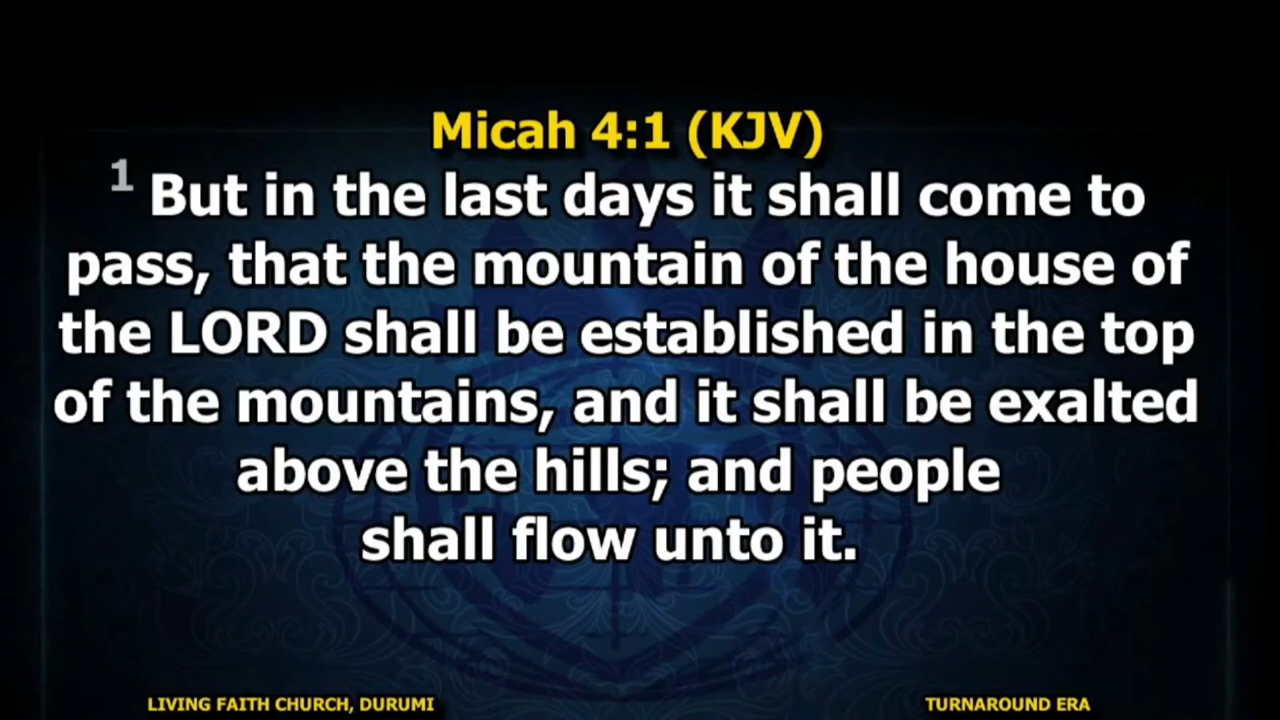 Micah 4:1 (KJV)
1 But in the last days it shall come to
pass, that the mountain of the house of
the LORD shall be established in the top
of the mountains, and it shall be exalted
above the hills; and people
shall flow unto it.
LIVING FAITH CHURCH, DURUMI
TURNAROUND ERA